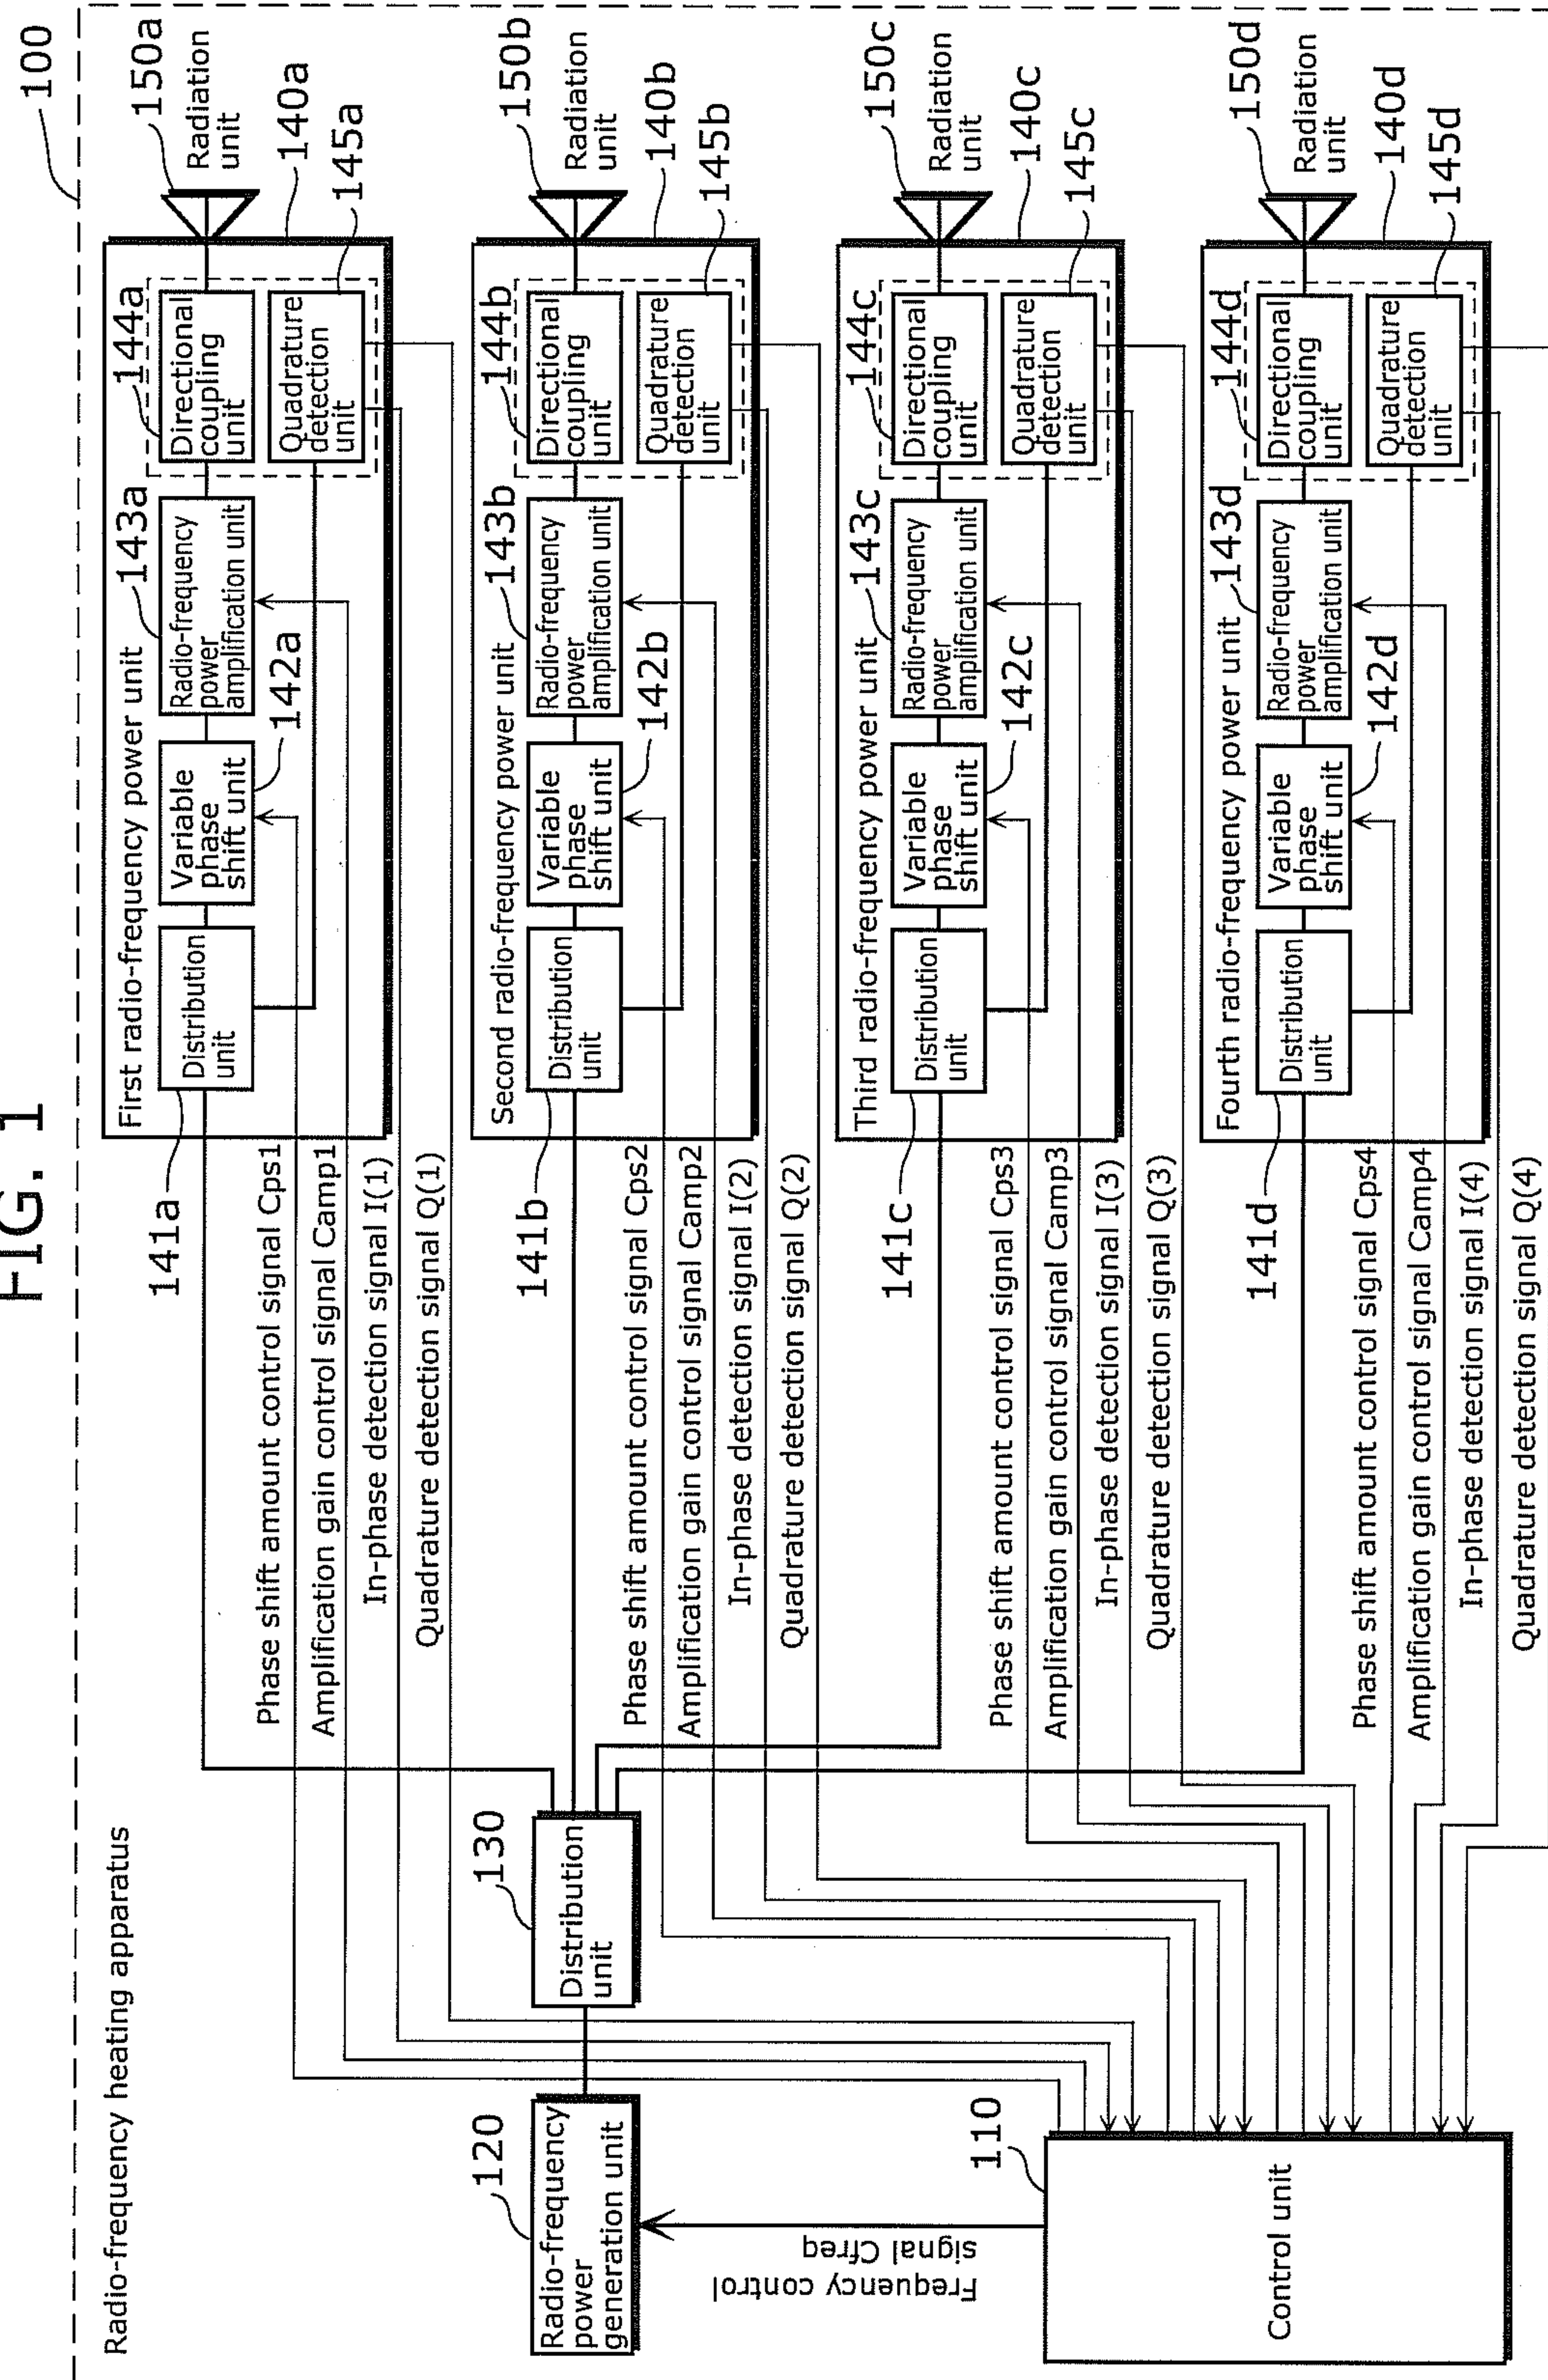 FIG. 1
100
Radio-frequency heating apparatus
120
Radio-frequency
power
generation unit
130
Distribution
unit
Frequency control
signal Cfreq
110
Control unit
First radio-frequency power unit
141a
Distribution
unit
Variable
phase
shift unit
142a
143a
Radio-frequency
power
amplification unit
144a
Directional
coupling
unit
Quadrature
detection
unit
150a
Radiation
unit
140a
145a
Phase shift amount control signal Cps1
Amplification gain control signal Camp1
In-phase detection signal I(1)
Quadrature detection signal Q(1)
Second radio-frequency power unit
141b
Distribution
unit
Variable
phase
shift unit
142b
143b
Radio-frequency
power
amplification unit
144b
Directional
coupling
unit
Quadrature
detection
unit
150b
Radiation
unit
140b
145b
Phase shift amount control signal Cps2
Amplification gain control signal Camp2
In-phase detection signal I(2)
Quadrature detection signal Q(2)
Third radio-frequency power unit
141c
Distribution
unit
Variable
phase
shift unit
142c
143c
Radio-frequency
power
amplification unit
144c
Directional
coupling
unit
Quadrature
detection
unit
150c
Radiation
unit
140c
145c
Phase shift amount control signal Cps3
Amplification gain control signal Camp3
In-phase detection signal I(3)
Quadrature detection signal Q(3)
Fourth radio-frequency power unit
141d
Distribution
unit
Variable
phase
shift unit
142d
143d
Radio-frequency
power
amplification unit
144d
Directional
coupling
unit
Quadrature
detection
unit
150d
Radiation
unit
140d
145d
Phase shift amount control signal Cps4
Amplification gain control signal Camp4
In-phase detection signal I(4)
Quadrature detection signal Q(4)